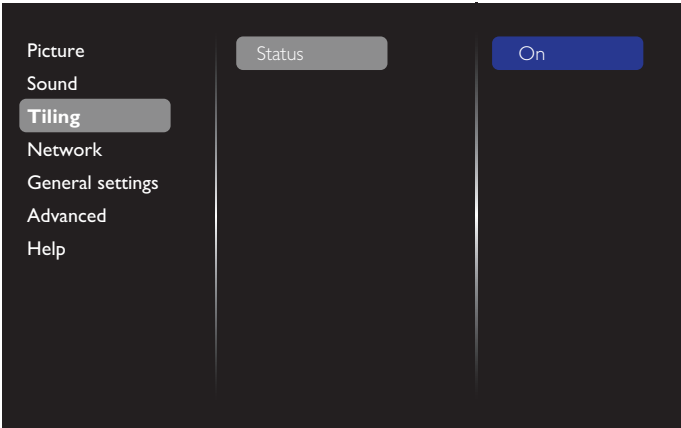 Picture
Sound
Tiling
Network
General settings
Advanced
Help
Status
On